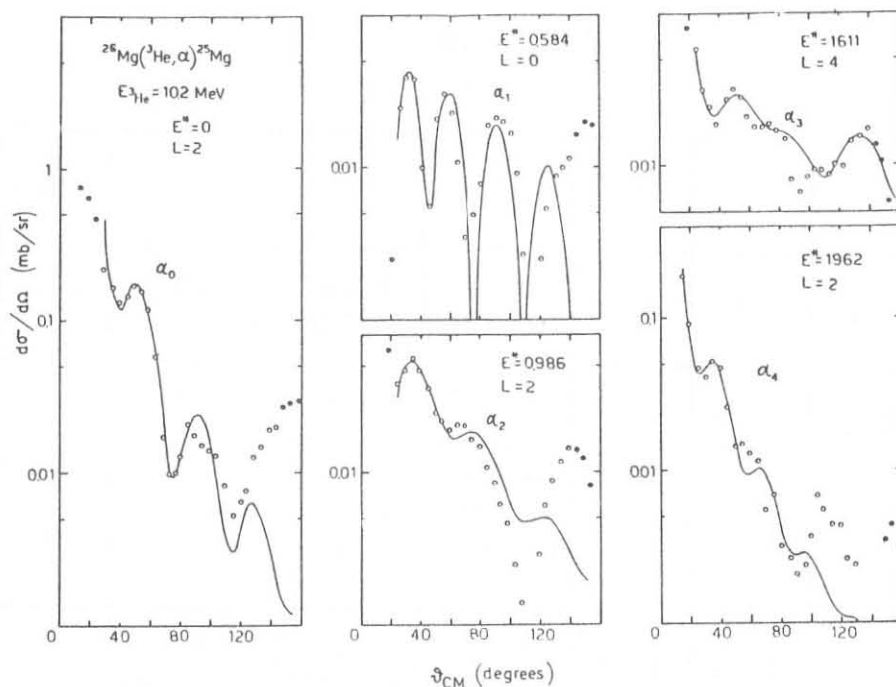 ²⁶Mg(³He,α)²⁵Mg
E³He = 10.2 MeV
E* = 0
L = 2
α₀
1
0.1
0.01
dσ/dΩ (mb/sr)
0 40 80 120
E* = 0.584
L = 0
α₁
0.01
E* = 0.986
L = 2
α₂
0.01
0 40 80 120
E* = 1.611
L = 4
α₃
0.01
E* = 1.962
L = 2
α₄
0.1
0.01
0 40 80 120
ϑCM (degrees)